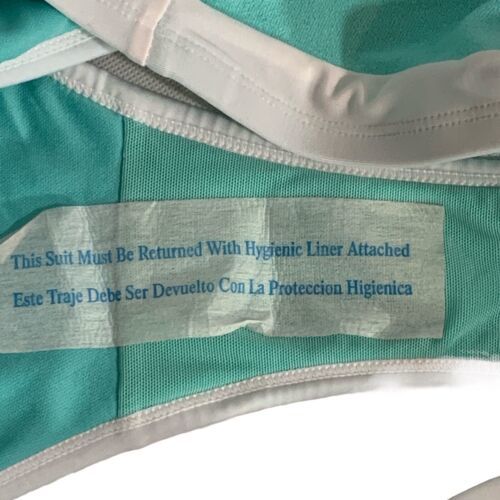 This Suit Must Be Returned With Hygienic Liner Attached
Este Traje Debe Ser Devuelto Con La Proteccion Higienica